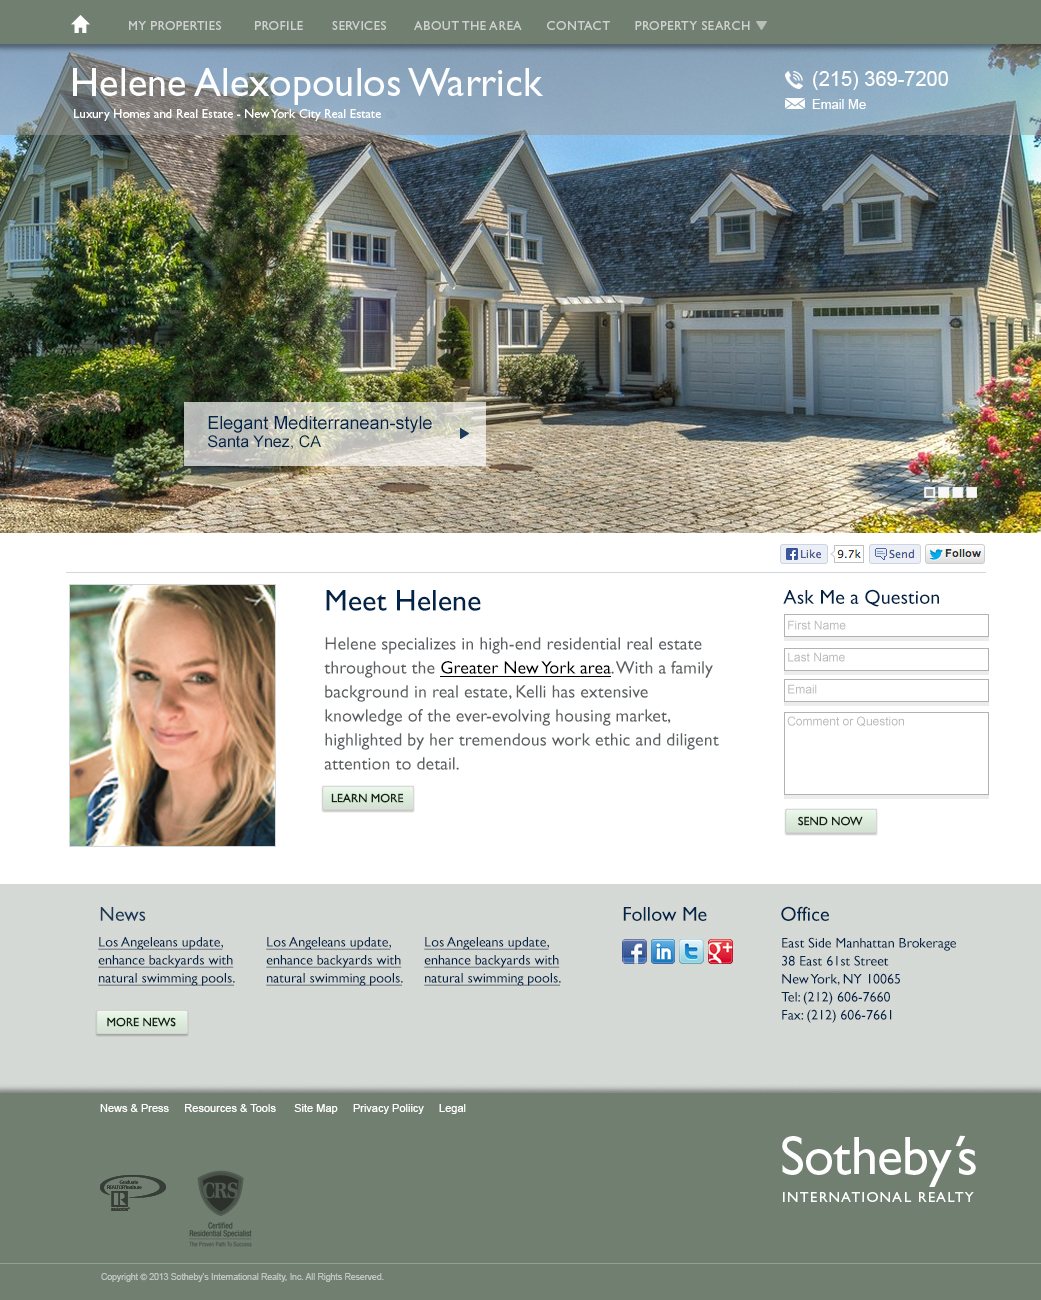 MY PROPERTIES PROFILE SERVICES ABOUT THE AREA CONTACT PROPERTY SEARCH
Helene Alexopoulos Warrick
Luxury Homes and Real Estate - New York City Real Estate
(215) 369-7200
Email Me
Elegant Mediterranean-style
Santa Ynez, CA
Like 9.7k Send Follow
Meet Helene
Helene specializes in high-end residential real estate
throughout the Greater New York area. With a family
background in real estate, Kelli has extensive
knowledge of the ever-evolving housing market,
highlighted by her tremendous work ethic and diligent
attention to detail.
LEARN MORE
Ask Me a Question
First Name
Last Name
Email
Comment or Question
SEND NOW
News
Los Angeleans update,
enhance backyards with
natural swimming pools.
Los Angeleans update,
enhance backyards with
natural swimming pools.
Los Angeleans update,
enhance backyards with
natural swimming pools.
MORE NEWS
Follow Me
f in t g+
Office
East Side Manhattan Brokerage
38 East 61st Street
New York, NY 10065
Tel: (212) 606-7660
Fax: (212) 606-7661
News & Press Resources & Tools Site Map Privacy Poliicy Legal
Sotheby's
INTERNATIONAL REALTY
Graduate
REALTOR Institute
R
CRS
Certified
Residential Specialist
The Proven Path To Success
Copyright © 2013 Sotheby's International Realty, Inc. All Rights Reserved.